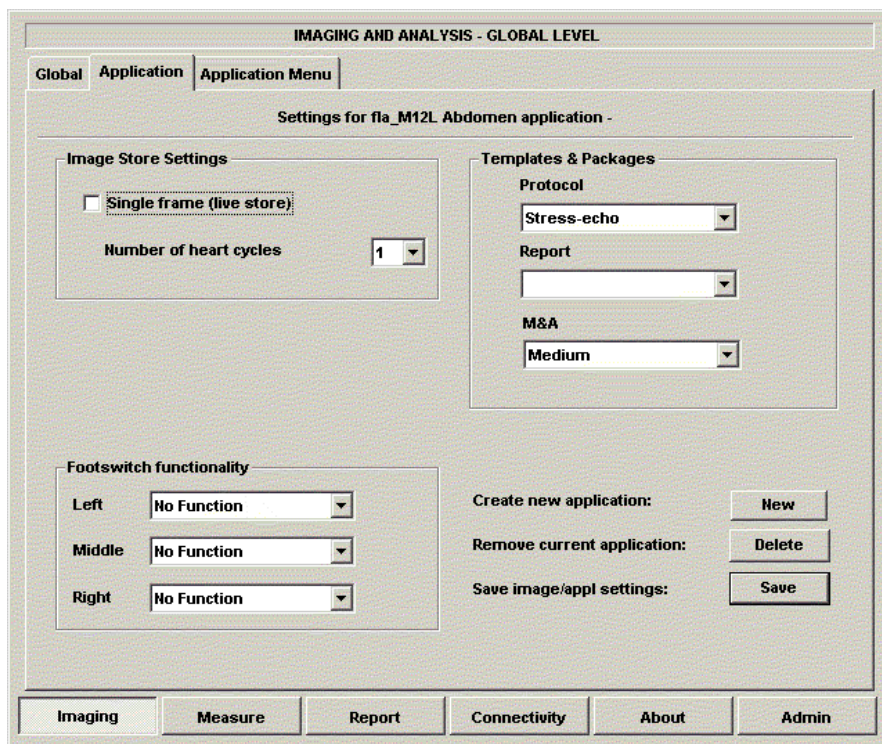 IMAGING AND ANALYSIS - GLOBAL LEVEL
Global Application Application Menu
Settings for fla_M12L Abdomen application -
Image Store Settings
Single frame (live store)
Number of heart cycles 1
Templates & Packages
Protocol
Stress-echo
Report
M&A
Medium
Footswitch functionality
Left No Function
Middle No Function
Right No Function
Create new application: New
Remove current application: Delete
Save image/appl settings: Save
Imaging Measure Report Connectivity About Admin